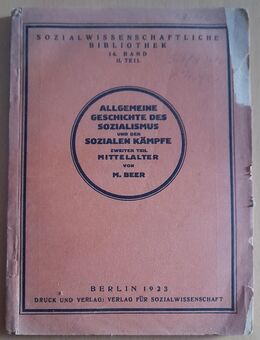 SOZIALWISSENSCHAFTLICHE
BIBLIOTHEK
14. BAND
II. TEIL
ALLGEMEINE
GESCHICHTE DES
SOZIALISMUS
UND DER
SOZIALEN KÄMPFE
ZWEITER TEIL
MITTELALTER
VON
M. BEER
BERLIN 1923
DRUCK UND VERLAG: VERLAG FÜR SOZIALWISSENSCHAFT